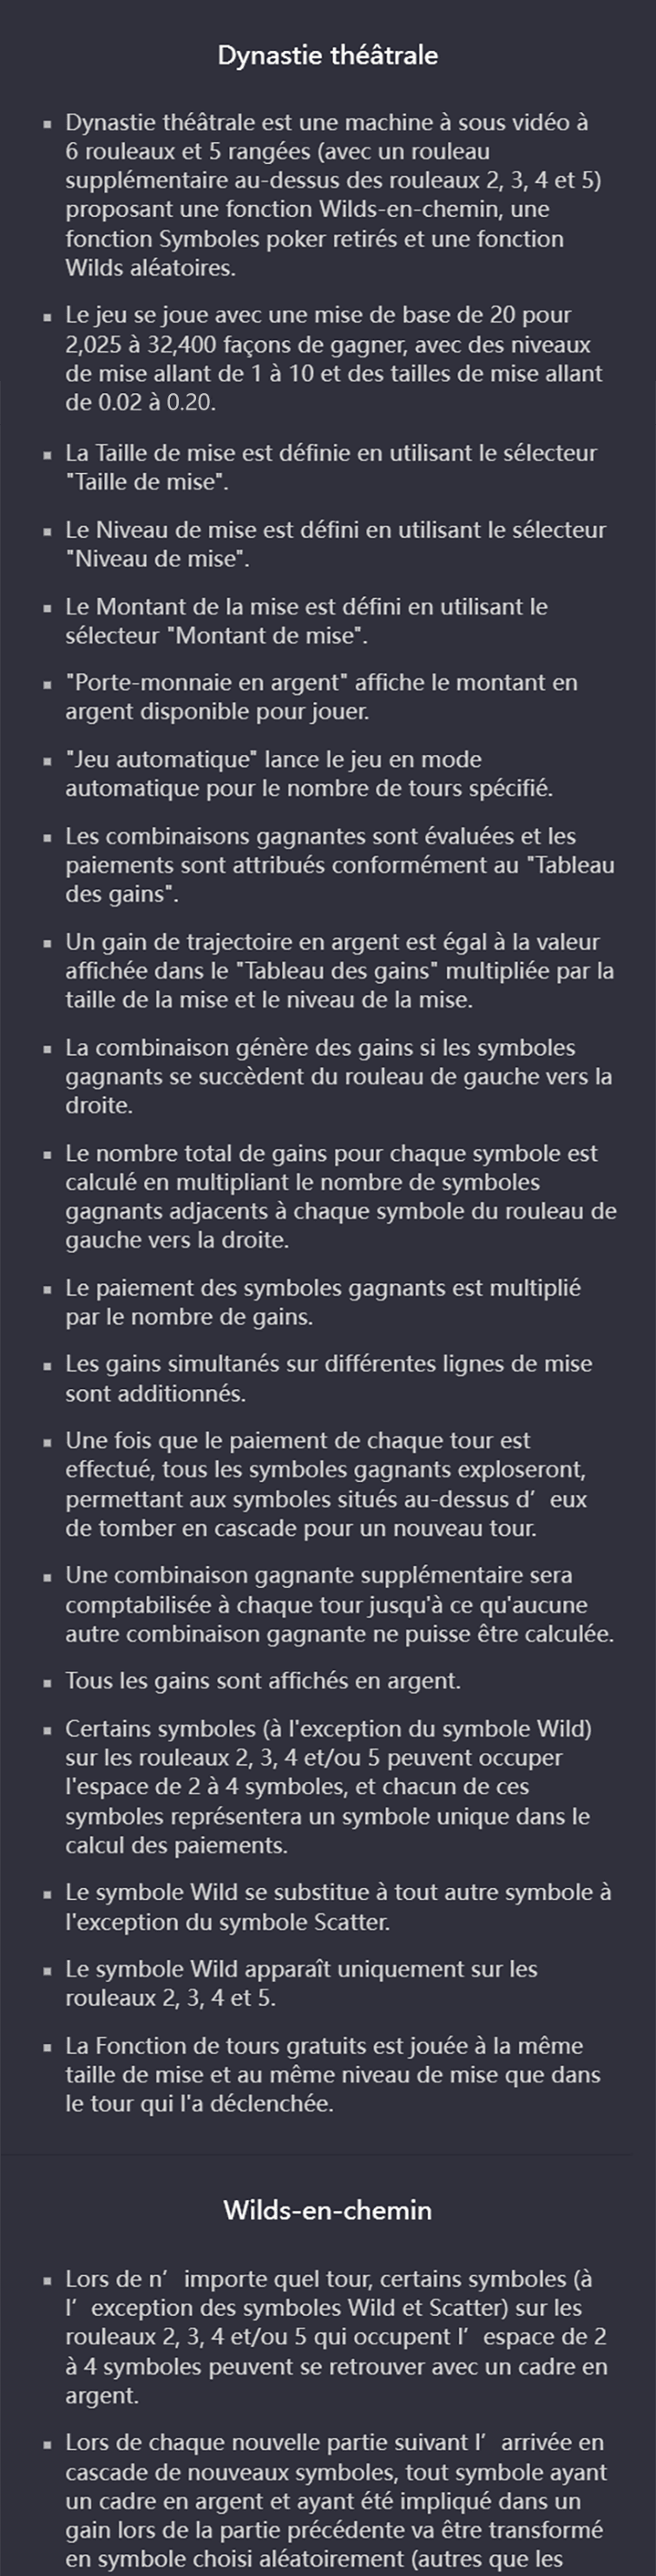 Dynastie théâtrale
▪ Dynastie théâtrale est une machine à sous vidéo à
6 rouleaux et 5 rangées (avec un rouleau
supplémentaire au-dessus des rouleaux 2, 3, 4 et 5)
proposant une fonction Wilds-en-chemin, une
fonction Symboles poker retirés et une fonction
Wilds aléatoires.
▪ Le jeu se joue avec une mise de base de 20 pour
2,025 à 32,400 façons de gagner, avec des niveaux
de mise allant de 1 à 10 et des tailles de mise allant
de 0.02 à 0.20.
▪ La Taille de mise est définie en utilisant le sélecteur
"Taille de mise".
▪ Le Niveau de mise est défini en utilisant le sélecteur
"Niveau de mise".
▪ Le Montant de la mise est défini en utilisant le
sélecteur "Montant de mise".
▪ "Porte-monnaie en argent" affiche le montant en
argent disponible pour jouer.
▪ "Jeu automatique" lance le jeu en mode
automatique pour le nombre de tours spécifié.
▪ Les combinaisons gagnantes sont évaluées et les
paiements sont attribués conformément au "Tableau
des gains".
▪ Un gain de trajectoire en argent est égal à la valeur
affichée dans le "Tableau des gains" multipliée par la
taille de la mise et le niveau de la mise.
▪ La combinaison génère des gains si les symboles
gagnants se succèdent du rouleau de gauche vers la
droite.
▪ Le nombre total de gains pour chaque symbole est
calculé en multipliant le nombre de symboles
gagnants adjacents à chaque symbole du rouleau de
gauche vers la droite.
▪ Le paiement des symboles gagnants est multiplié
par le nombre de gains.
▪ Les gains simultanés sur différentes lignes de mise
sont additionnés.
▪ Une fois que le paiement de chaque tour est
effectué, tous les symboles gagnants exploseront,
permettant aux symboles situés au-dessus d’ eux
de tomber en cascade pour un nouveau tour.
▪ Une combinaison gagnante supplémentaire sera
comptabilisée à chaque tour jusqu'à ce qu'aucune
autre combinaison gagnante ne puisse être calculée.
▪ Tous les gains sont affichés en argent.
▪ Certains symboles (à l'exception du symbole Wild)
sur les rouleaux 2, 3, 4 et/ou 5 peuvent occuper
l'espace de 2 à 4 symboles, et chacun de ces
symboles représentera un symbole unique dans le
calcul des paiements.
▪ Le symbole Wild se substitue à tout autre symbole à
l'exception du symbole Scatter.
▪ Le symbole Wild apparaît uniquement sur les
rouleaux 2, 3, 4 et 5.
▪ La Fonction de tours gratuits est jouée à la même
taille de mise et au même niveau de mise que dans
le tour qui l'a déclenchée.
Wilds-en-chemin
▪ Lors de n’ importe quel tour, certains symboles (à
l’ exception des symboles Wild et Scatter) sur les
rouleaux 2, 3, 4 et/ou 5 qui occupent l’ espace de 2
à 4 symboles peuvent se retrouver avec un cadre en
argent.
▪ Lors de chaque nouvelle partie suivant l’ arrivée en
cascade de nouveaux symboles, tout symbole ayant
un cadre en argent et ayant été impliqué dans un
gain lors de la partie précédente va être transformé
en symbole choisi aléatoirement (autres que les